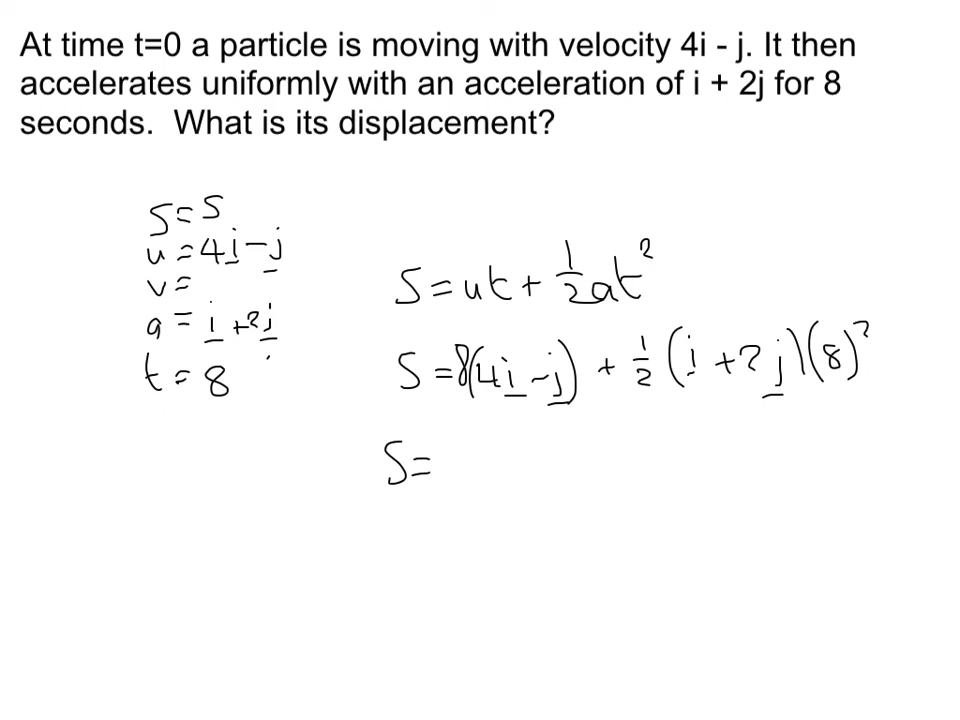 At time t=0 a particle is moving with velocity 4i - j. It then
accelerates uniformly with an acceleration of i + 2j for 8
seconds. What is its displacement?
S=S
u=4i-j
v=
a=i+2j
t=8
S=ut+½at²
S=8(4i-j)+½(i+2j)(8)²
S=